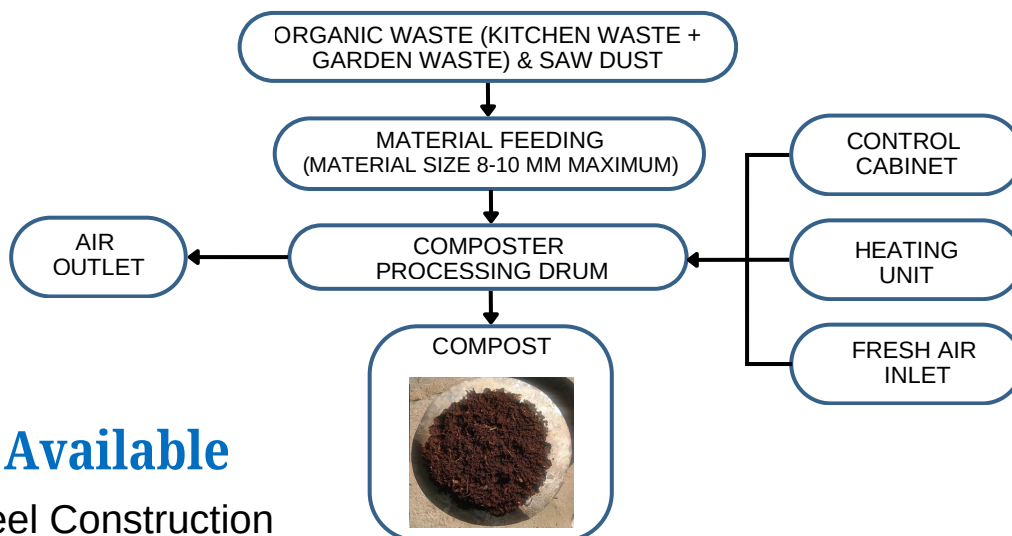 ORGANIC WASTE (KITCHEN WASTE +
GARDEN WASTE) & SAW DUST
MATERIAL FEEDING
(MATERIAL SIZE 8-10 MM MAXIMUM)
CONTROL
CABINET
AIR
OUTLET
COMPOSTER
PROCESSING DRUM
HEATING
UNIT
COMPOST
FRESH AIR
INLET
Available
eel Construction